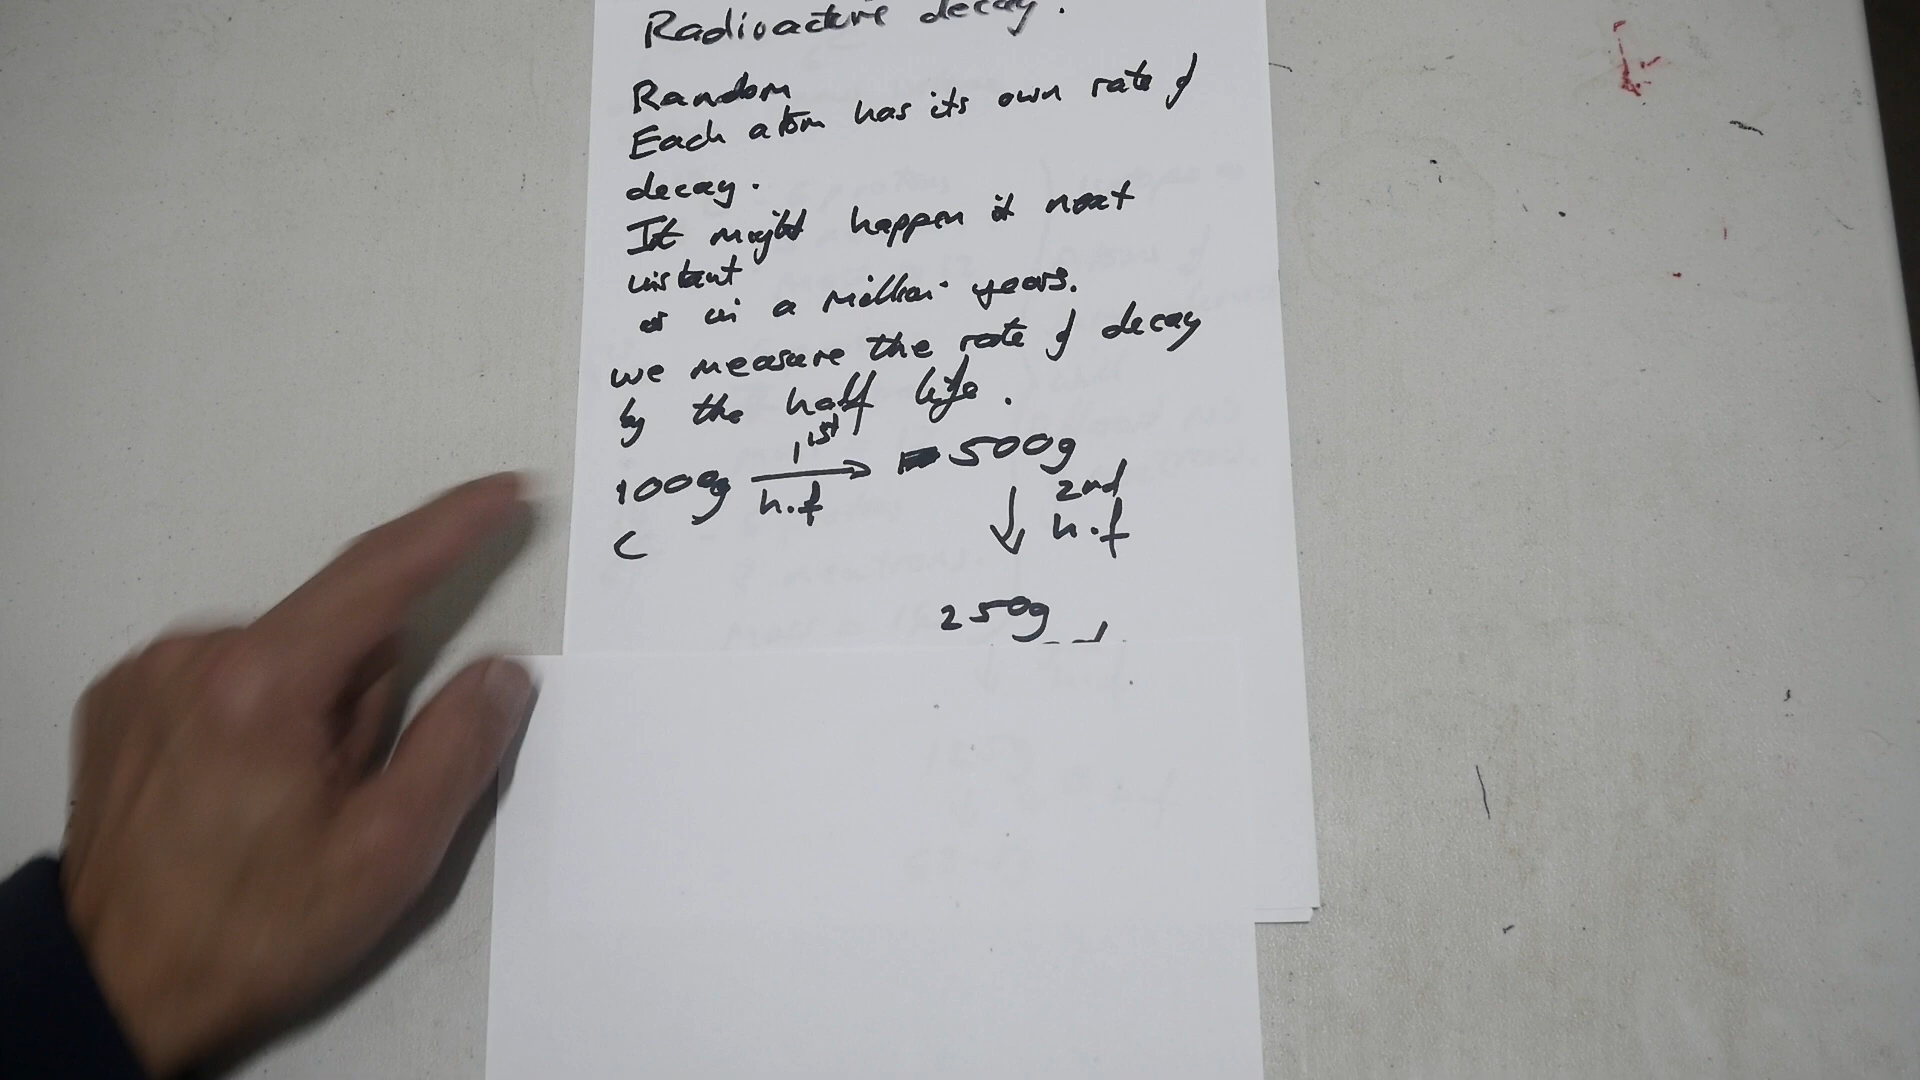 Radioactive decay.
Random
Each atom has its own rate of
decay.
It might happen it next
instant
or in a million years.
we measure the rate of decay
by the half life.
1000g 1st h.f → 500g
C
↓ 2nd h.f
250g